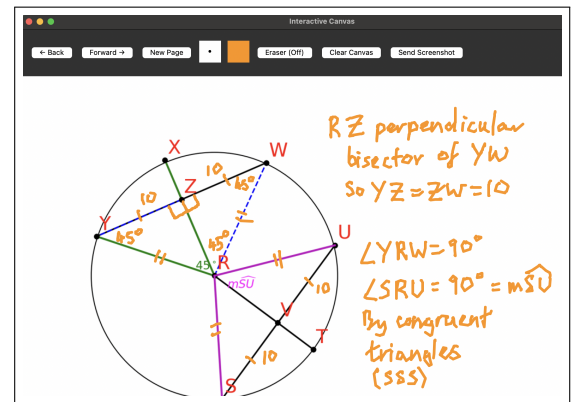 Interactive Canvas
← Back Forward → New Page Eraser (Off) Clear Canvas Send Screenshot
X
W
10
Z
10
45°
Y
45°
45°
U
45° R
mSU
10
V
T
10
S
RZ perpendicular
bisector of YW
So YZ = ZW = 10
∠YRW = 90°
∠SRU = 90° = mSU
By congruent
triangles
(SSS)